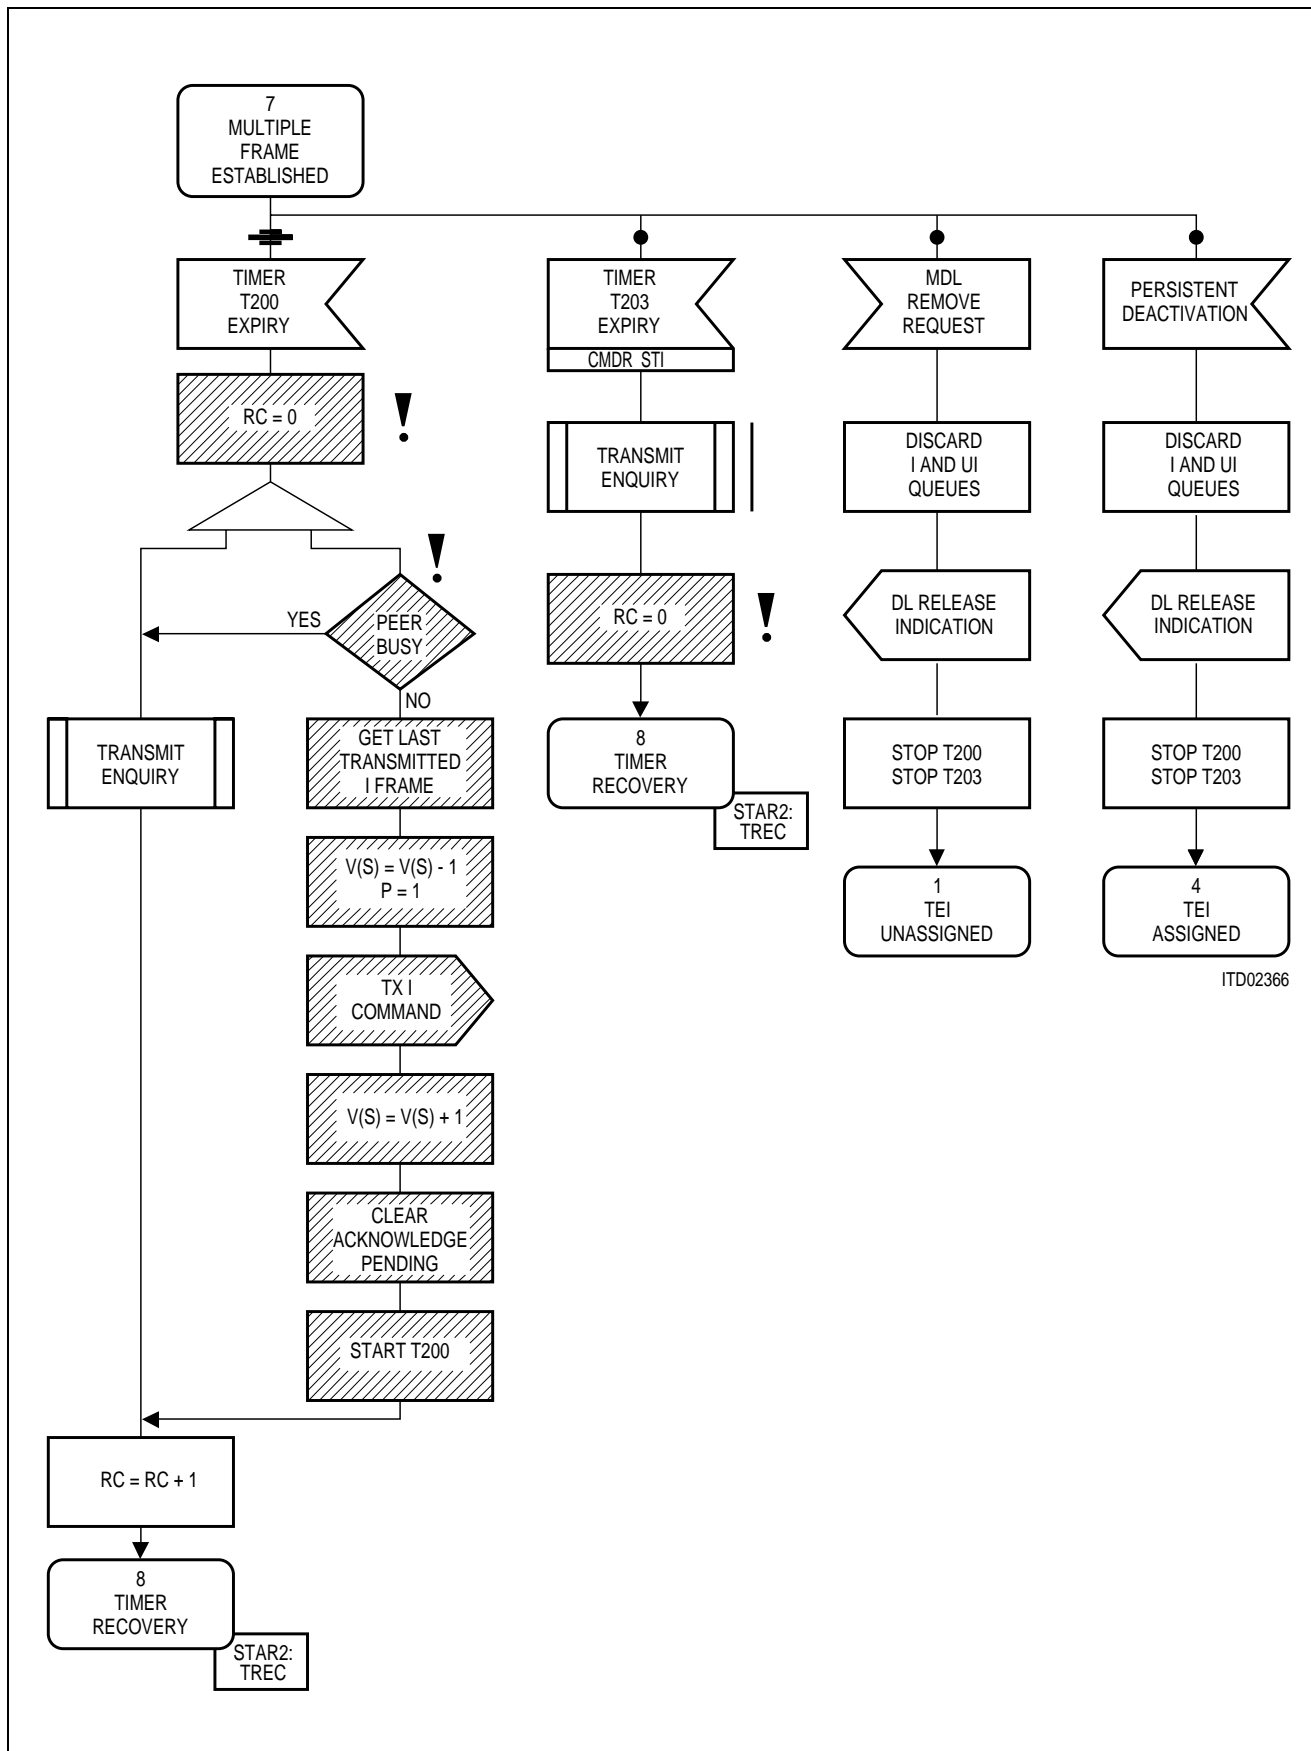 7
MULTIPLE
FRAME
ESTABLISHED
TIMER
T200
EXPIRY
RC = 0
!
YES
PEER
BUSY
!
NO
TRANSMIT
ENQUIRY
GET LAST
TRANSMITTED
I FRAME
V(S) = V(S) - 1
P = 1
TX I
COMMAND
V(S) = V(S) + 1
CLEAR
ACKNOWLEDGE
PENDING
START T200
RC = RC + 1
8
TIMER
RECOVERY
STAR2:
TREC
TIMER
T203
EXPIRY
CMDR STI
TRANSMIT
ENQUIRY
RC = 0
!
8
TIMER
RECOVERY
STAR2:
TREC
MDL
REMOVE
REQUEST
DISCARD
I AND UI
QUEUES
DL RELEASE
INDICATION
STOP T200
STOP T203
1
TEI
UNASSIGNED
PERSISTENT
DEACTIVATION
DISCARD
I AND UI
QUEUES
DL RELEASE
INDICATION
STOP T200
STOP T203
4
TEI
ASSIGNED
ITD02366